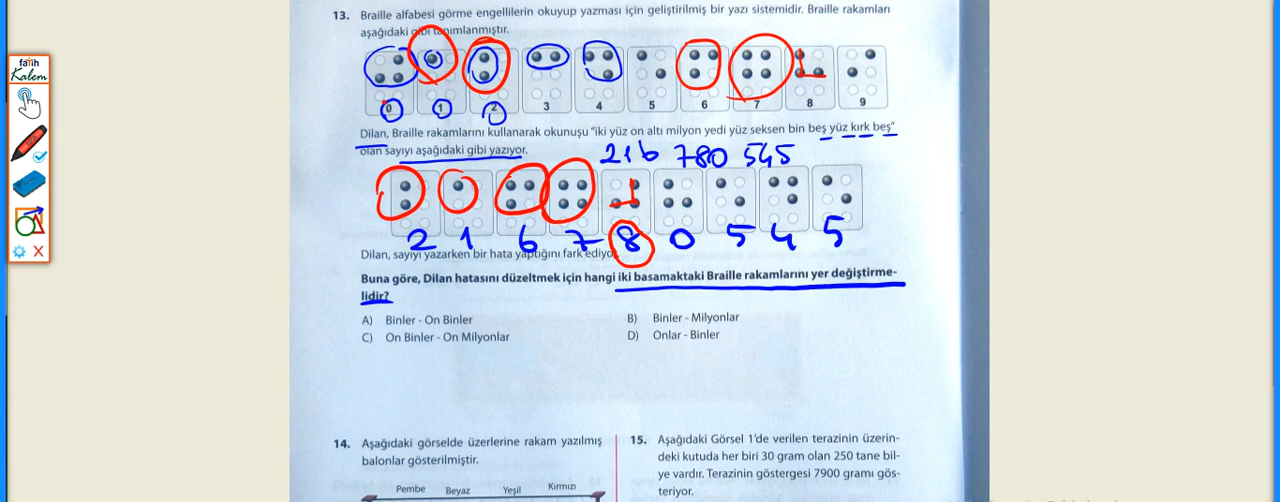 13. Braille alfabesi görme engellilerin okuyup yazması için geliştirilmiş bir yazı sistemidir. Braille rakamları
aşağıdaki gibi tanımlanmıştır.
0 1 2 3 4 5 6 7 8 9
0 1 2
Dilan, Braille rakamlarını kullanarak okunuşu "iki yüz on altı milyon yedi yüz seksen bin beş yüz kırk beş"
olan sayıyı aşağıdaki gibi yazıyor.
216 780 545
2 1 6 7 8 0 5 4 5
Dilan, sayıyı yazarken bir hata yaptığını fark ediyo
Buna göre, Dilan hatasını düzeltmek için hangi iki basamaktaki Braille rakamlarını yer değiştirme-
lidir?
A) Binler - On Binler
B) Binler - Milyonlar
C) On Binler - On Milyonlar
D) Onlar - Binler
14. Aşağıdaki görselde üzerlerine rakam yazılmış
balonlar gösterilmiştir.
Pembe Beyaz Yeşil Kırmızı
15. Aşağıdaki Görsel 1'de verilen terazinin üzerin-
deki kutuda her biri 30 gram olan 250 tane bil-
ye vardır. Terazinin göstergesi 7900 gramı gös-
teriyor.
fatih
Kalem
X